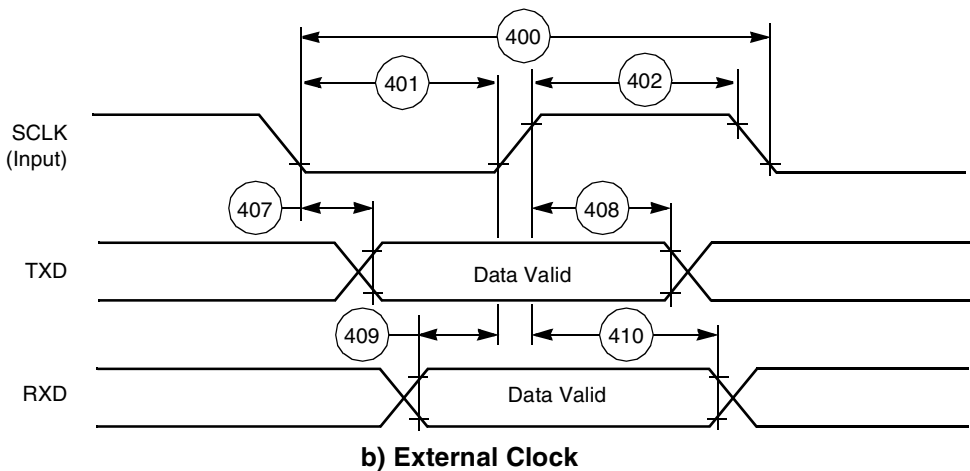 400
401
402
SCLK
(Input)
407
408
TXD
Data Valid
409
410
RXD
Data Valid
b) External Clock